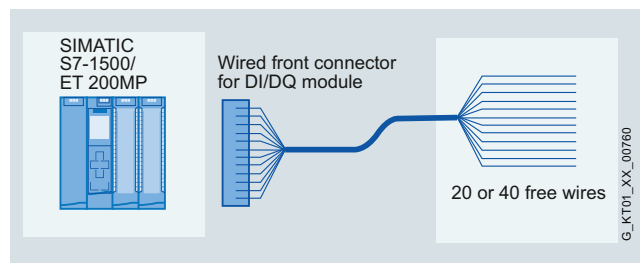 SIMATIC
S7-1500/
ET 200MP
Wired front connector
for DI/DQ module
20 or 40 free wires
G_KT01_XX_00760